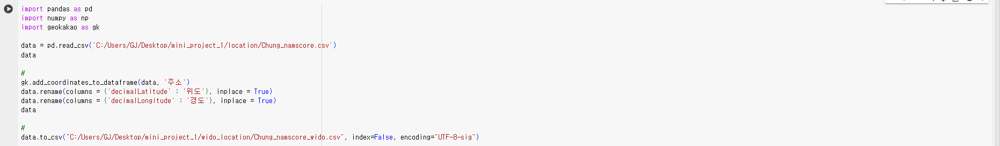 import pandas as pd
import numpy as np
import geokakao as gk
data = pd.read_csv('C:/Users/GJ/Desktop/mini_project_1/location/Chung_namscore.csv')
data
#
gk.add_coordinates_to_dataframe(data, '주소')
data.rename(columns = {'decimalLatitude' : '위도'}, inplace = True)
data.rename(columns = {'decimalLongitude' : '경도'}, inplace = True)
data
#
data.to_csv("C:/Users/GJ/Desktop/mini_project_1/wido_location/Chung_namscore_wido.csv", index=False, encoding="UTF-8-sig")